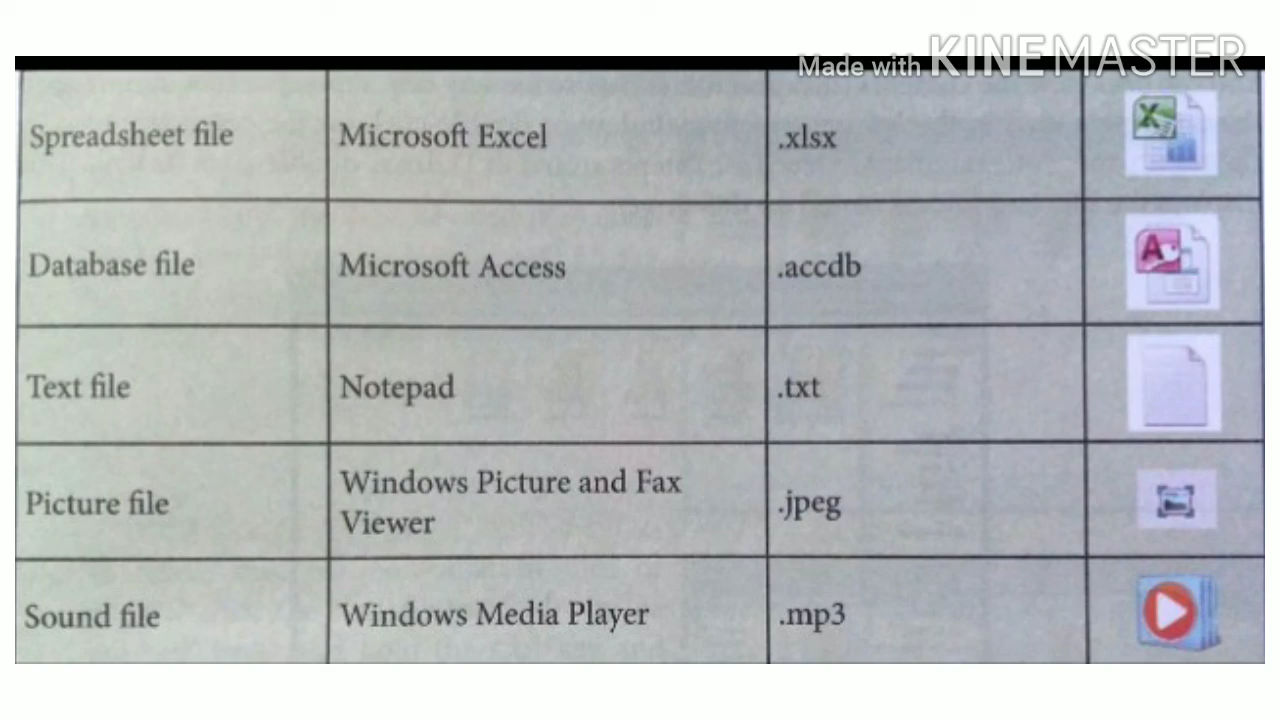 Made with KINEMASTER
Spreadsheet file Microsoft Excel .xlsx
Database file Microsoft Access .accdb
Text file Notepad .txt
Picture file Windows Picture and Fax Viewer .jpeg
Sound file Windows Media Player .mp3